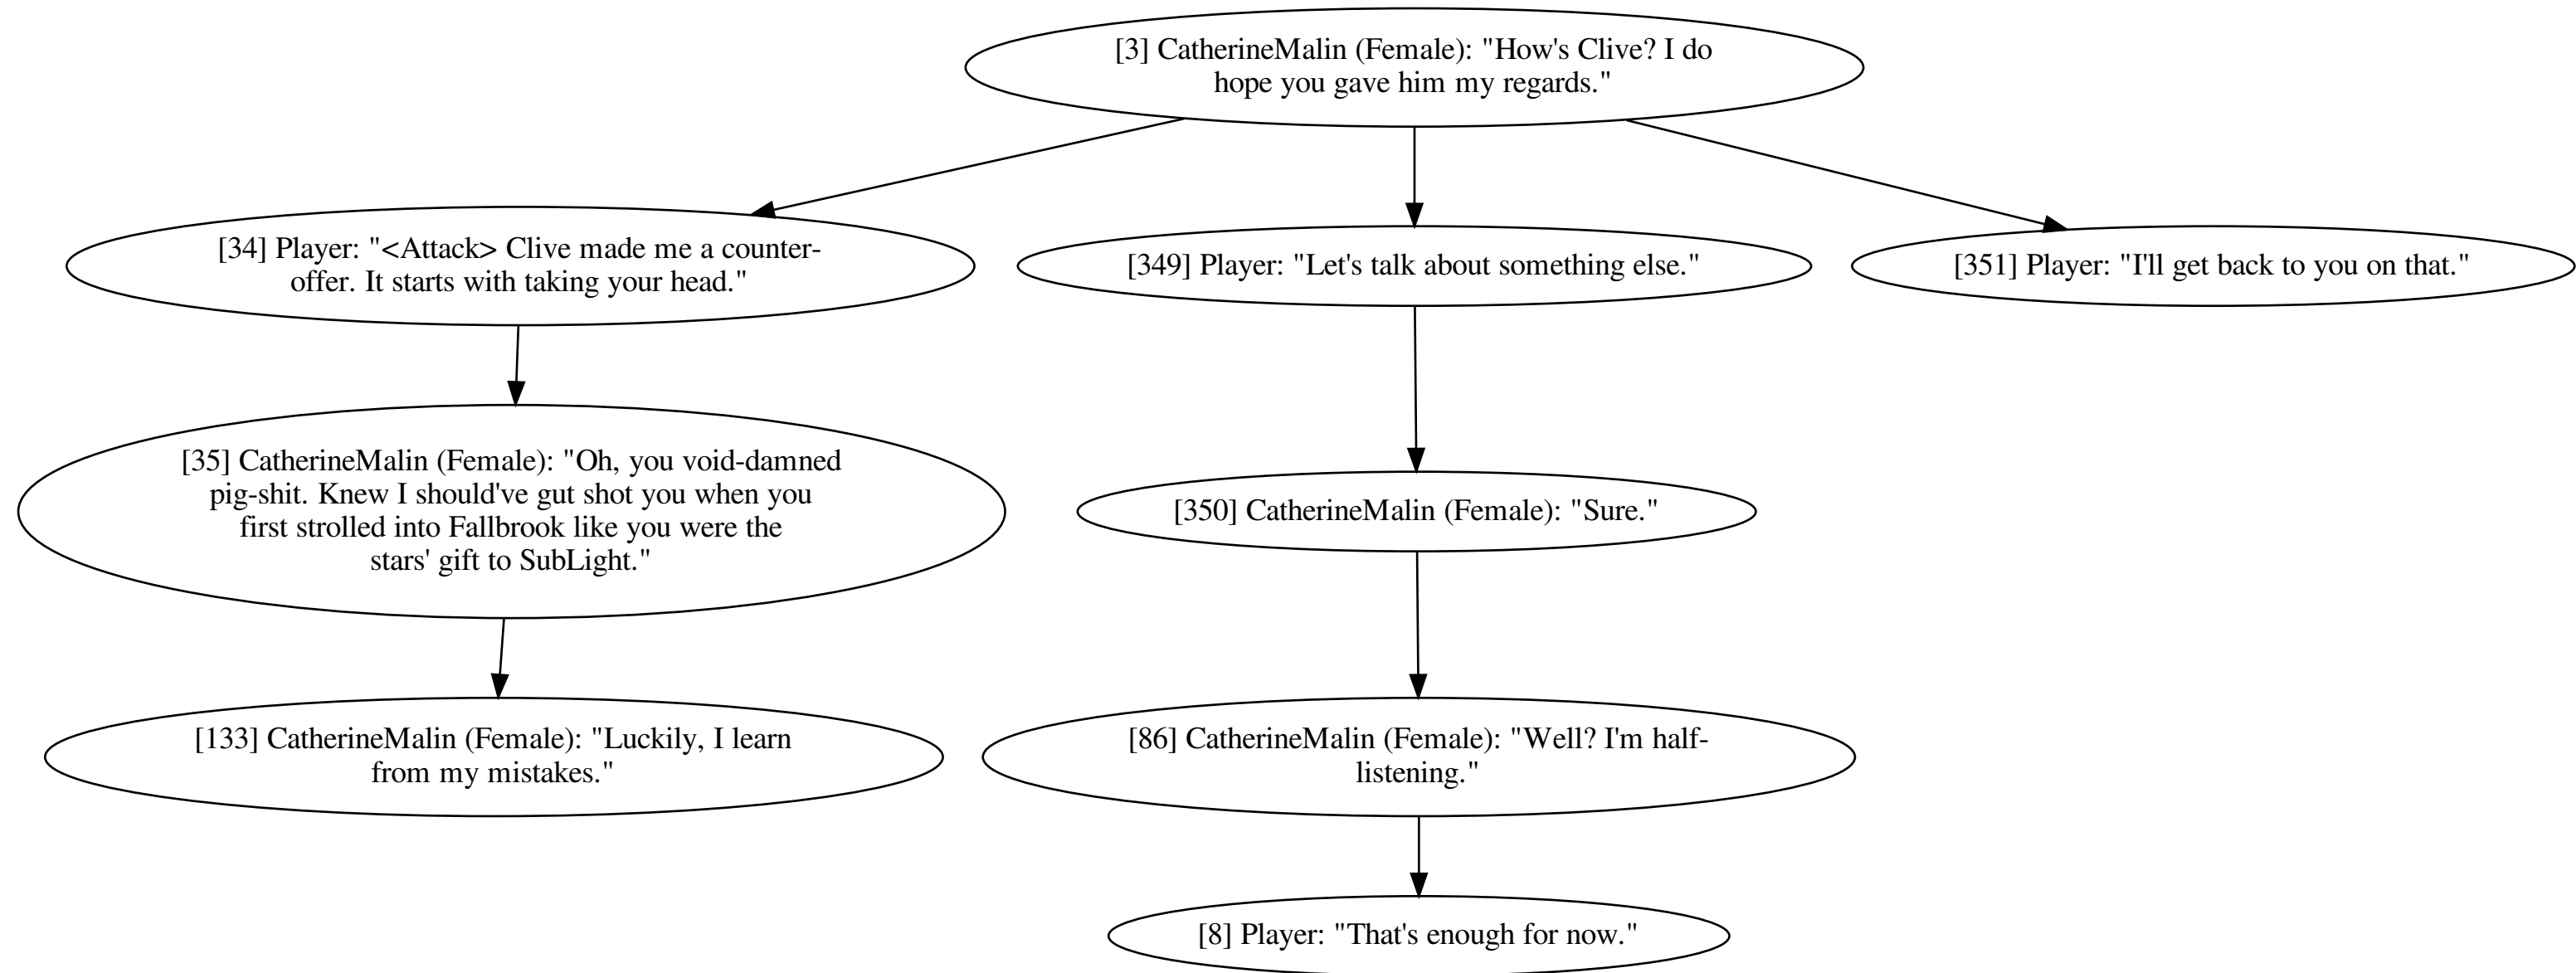 [3] CatherineMalin (Female): "How's Clive? I do
hope you gave him my regards."
[34] Player: "<Attack> Clive made me a counter-
offer. It starts with taking your head."
[349] Player: "Let's talk about something else."
[351] Player: "I'll get back to you on that."
[35] CatherineMalin (Female): "Oh, you void-damned
pig-shit. Knew I should've gut shot you when you
first strolled into Fallbrook like you were the
stars' gift to SubLight."
[350] CatherineMalin (Female): "Sure."
[133] CatherineMalin (Female): "Luckily, I learn
from my mistakes."
[86] CatherineMalin (Female): "Well? I'm half-
listening."
[8] Player: "That's enough for now."